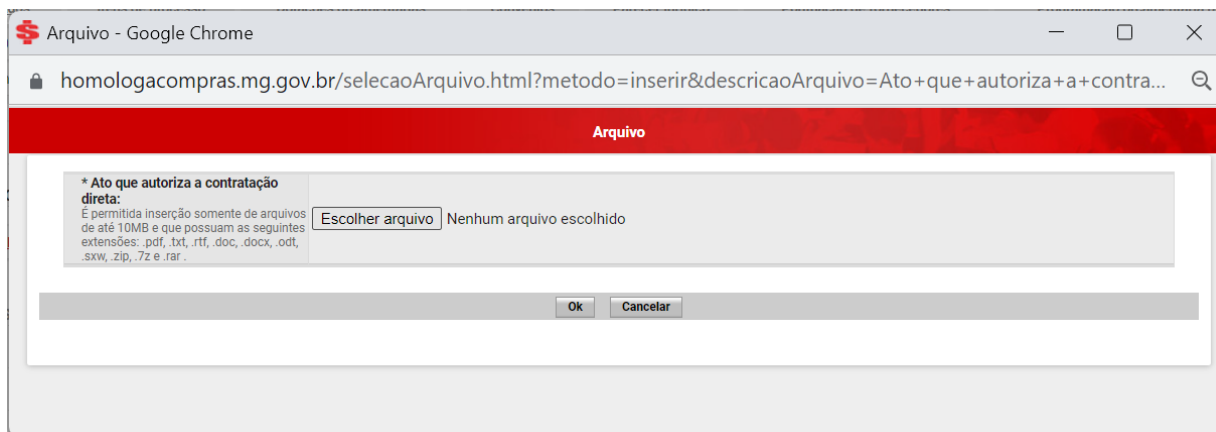 Arquivo - Google Chrome
homologacompras.mg.gov.br/selecaoArquivo.html?metodo=inserir&descricaoArquivo=Ato+que+autoriza+a+contra...
Arquivo
* Ato que autoriza a contratação
direta:
É permitida inserção somente de arquivos
de até 10MB e que possuam as seguintes
extensões: .pdf, .txt, .rtf, .doc, .docx, .odt,
.sxw, .zip, .7z e .rar .
Escolher arquivo Nenhum arquivo escolhido
Ok Cancelar